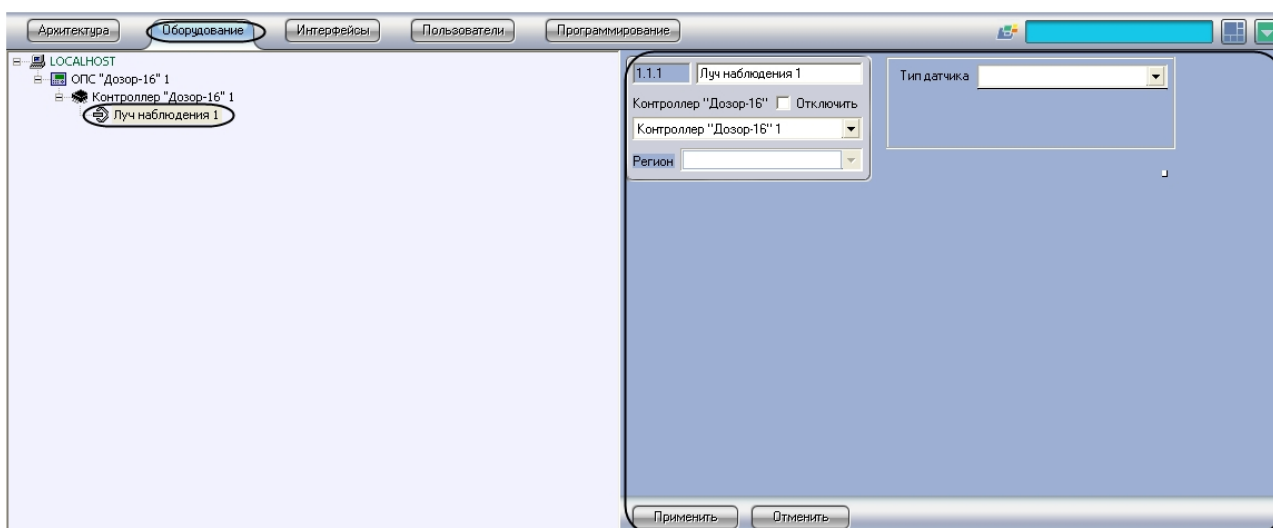 Архитектура Оборудование Интерфейсы Пользователи Программирование
LOCALHOST
ОПС "Дозор-16" 1
Контроллер "Дозор-16" 1
Луч наблюдения 1
1.1.1 Луч наблюдения 1
Контроллер "Дозор-16" Отключить
Контроллер "Дозор-16" 1
Регион
Тип датчика
Применить Отменить